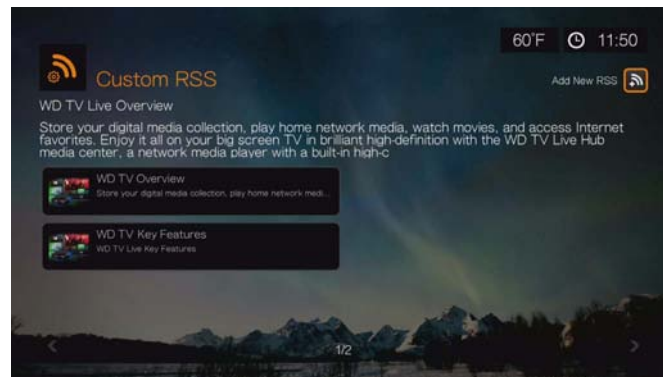 60°F 11:50
Custom RSS
Add New RSS
WD TV Live Overview
Store your digital media collection, play home network media, watch movies, and access Internet
favorites. Enjoy it all on your big screen TV in brilliant high-definition with the WD TV Live Hub
media center, a network media player with a built-in high-c
WD TV Overview
Store your digital media collection, play home network medi...
WD TV Key Features
WD TV Live Key Features
1/2